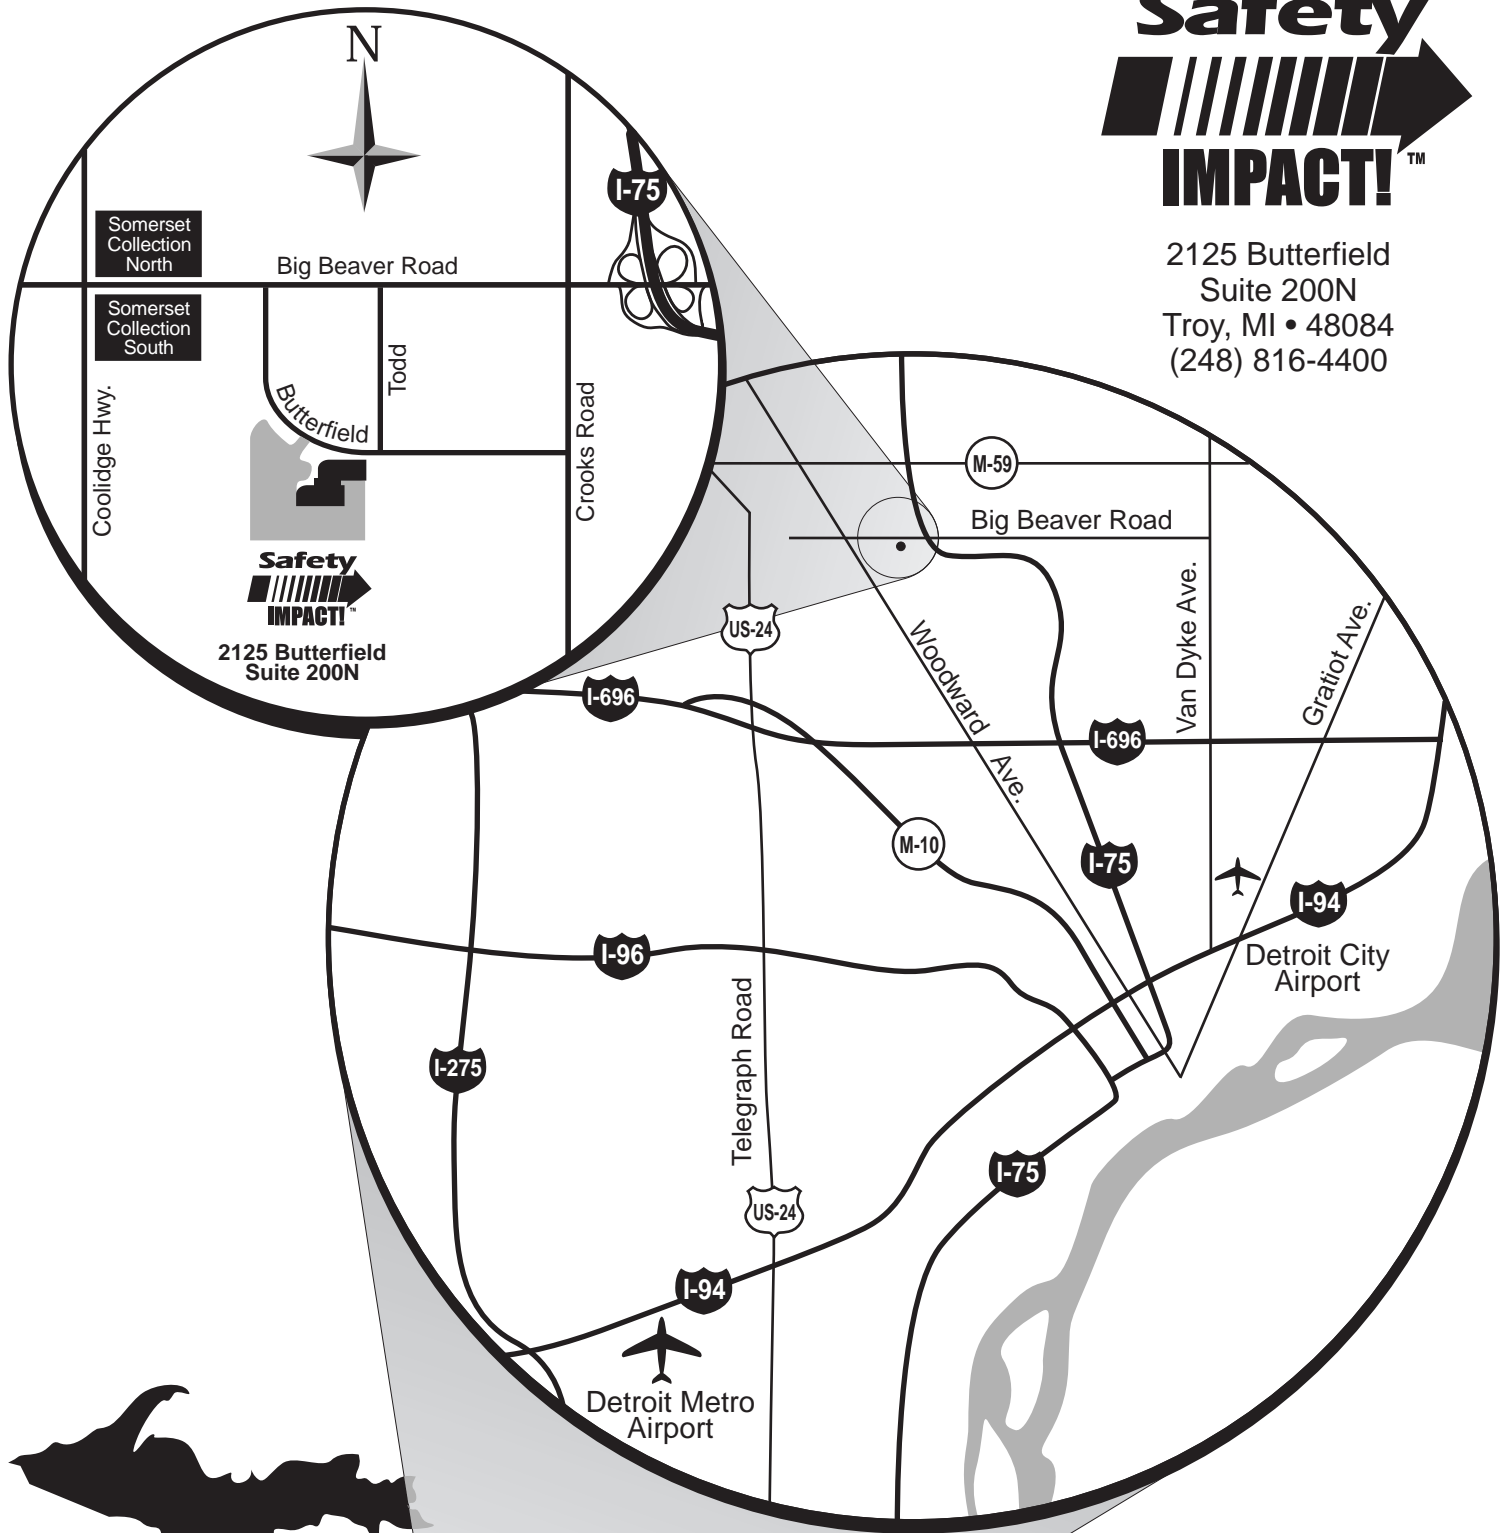 Safety
IMPACT! ™
2125 Butterfield
Suite 200N
Troy, MI • 48084
(248) 816-4400
N
I-75
Somerset
Collection
North
Big Beaver Road
Somerset
Collection
South
Coolidge Hwy.
Butterfield
Todd
Crooks Road
Safety
IMPACT! ™
2125 Butterfield
Suite 200N
M-59
Big Beaver Road
US-24
Woodward Ave.
Van Dyke Ave.
Gratiot Ave.
I-696
I-696
M-10
I-75
I-94
Detroit City
Airport
I-96
Telegraph Road
I-275
I-75
US-24
I-94
Detroit Metro
Airport